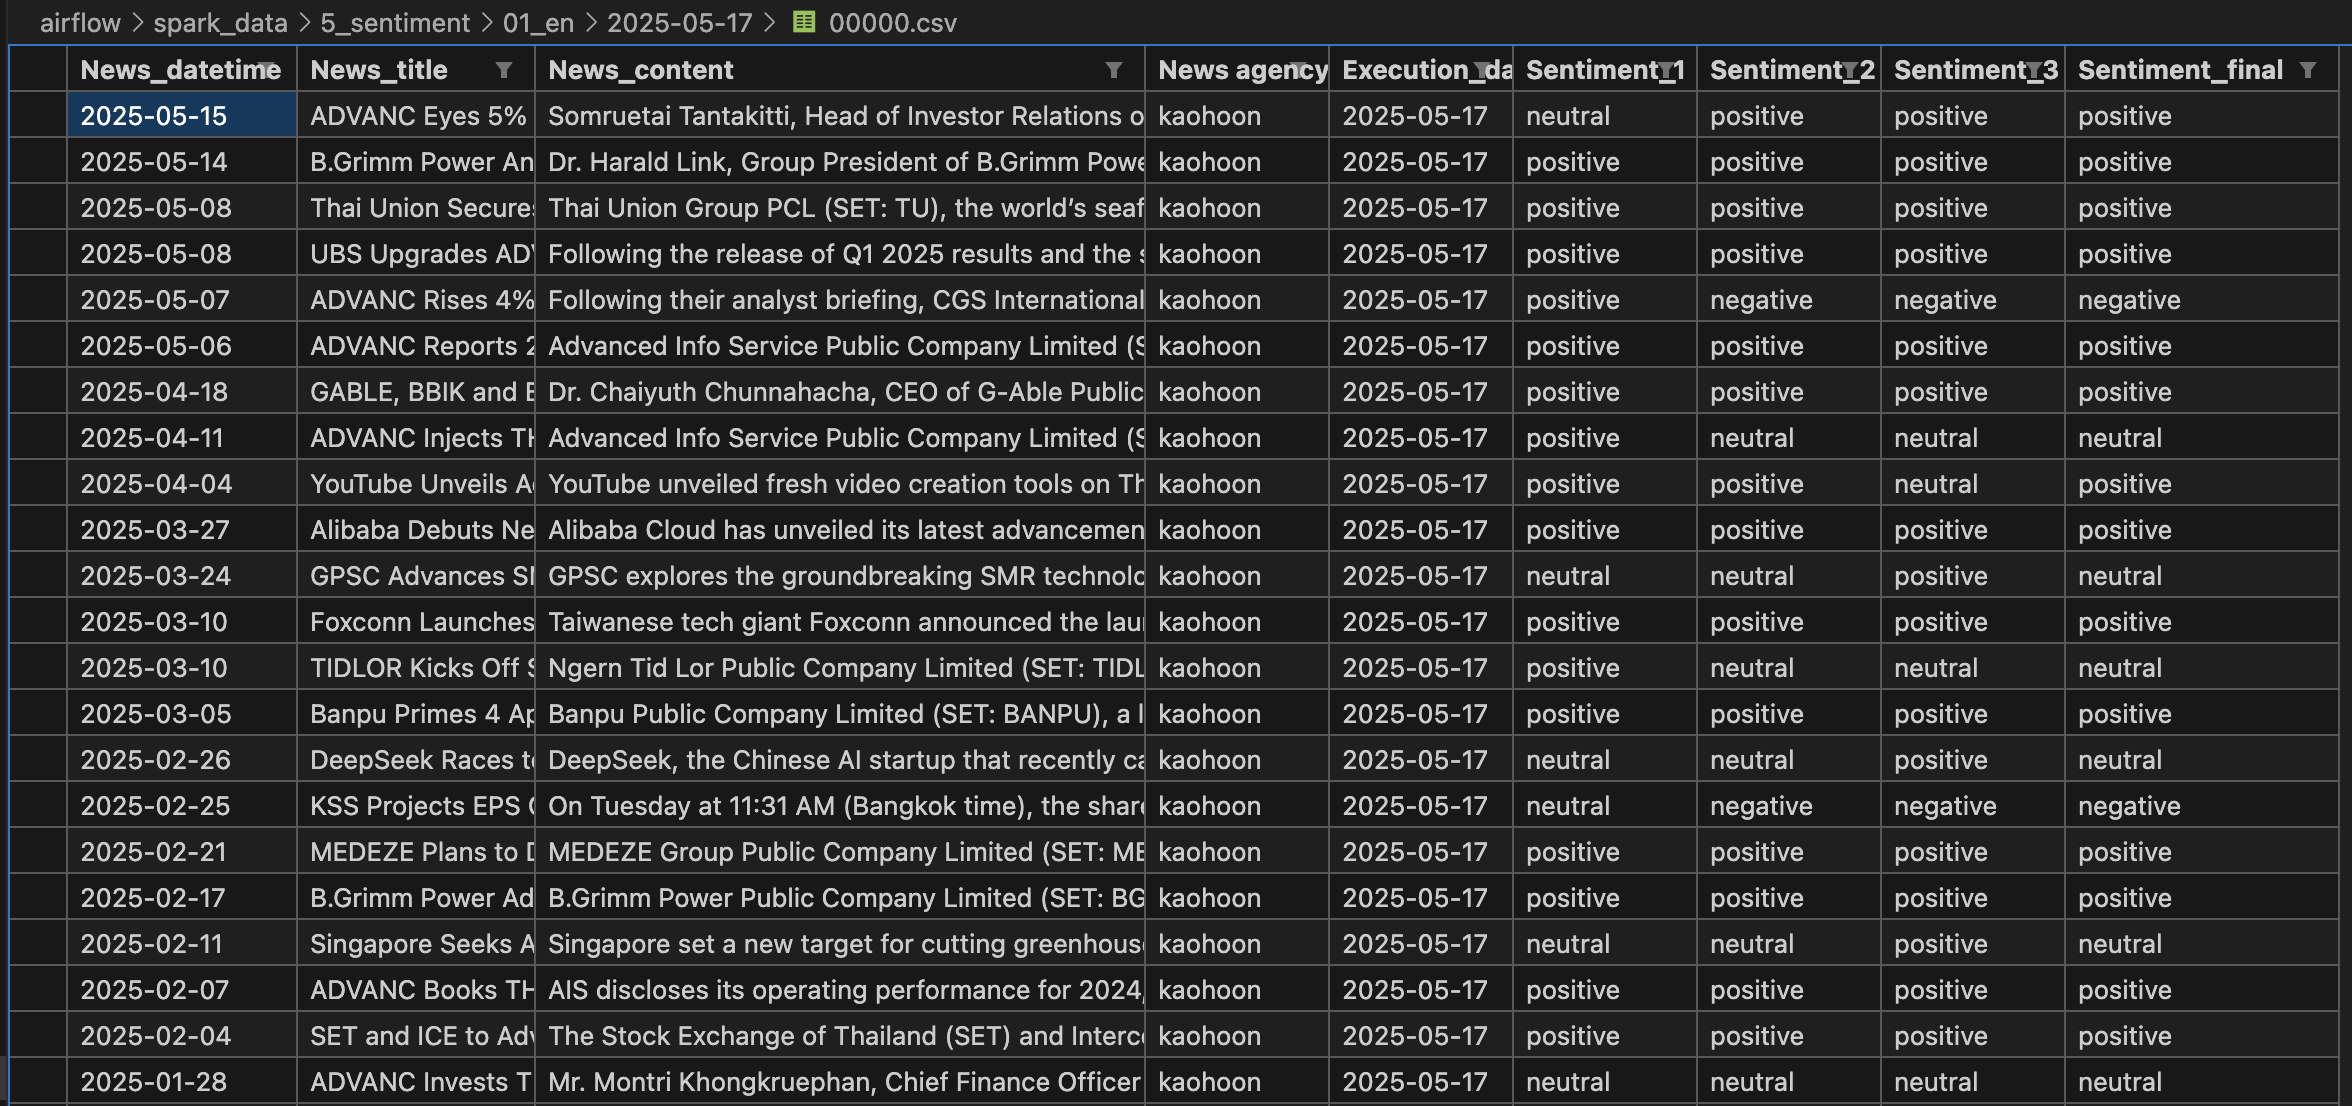 airflow > spark_data > 5_sentiment > 01_en > 2025-05-17 > 00000.csv
News_datetime News_title News_content News agency Execution_da Sentiment_1 Sentiment_2 Sentiment_3 Sentiment_final
2025-05-15 ADVANC Eyes 5% Somruetai Tantakitti, Head of Investor Relations o kaohoon 2025-05-17 neutral positive positive positive
2025-05-14 B.Grimm Power An Dr. Harald Link, Group President of B.Grimm Powe kaohoon 2025-05-17 positive positive positive positive
2025-05-08 Thai Union Secures Thai Union Group PCL (SET: TU), the world’s seaf kaohoon 2025-05-17 positive positive positive positive
2025-05-08 UBS Upgrades ADV Following the release of Q1 2025 results and the s kaohoon 2025-05-17 positive positive positive positive
2025-05-07 ADVANC Rises 4% Following their analyst briefing, CGS International kaohoon 2025-05-17 positive negative negative negative
2025-05-06 ADVANC Reports 2 Advanced Info Service Public Company Limited (S kaohoon 2025-05-17 positive positive positive positive
2025-04-18 GABLE, BBIK and B Dr. Chaiyuth Chunnahacha, CEO of G-Able Public kaohoon 2025-05-17 positive positive positive positive
2025-04-11 ADVANC Injects TH Advanced Info Service Public Company Limited (S kaohoon 2025-05-17 positive neutral neutral neutral
2025-04-04 YouTube Unveils A YouTube unveiled fresh video creation tools on Th kaohoon 2025-05-17 positive positive neutral positive
2025-03-27 Alibaba Debuts Ne Alibaba Cloud has unveiled its latest advancemen kaohoon 2025-05-17 positive positive positive positive
2025-03-24 GPSC Advances SM GPSC explores the groundbreaking SMR technolo kaohoon 2025-05-17 neutral neutral positive neutral
2025-03-10 Foxconn Launches Taiwanese tech giant Foxconn announced the lau kaohoon 2025-05-17 positive positive positive positive
2025-03-10 TIDLOR Kicks Off S Ngern Tid Lor Public Company Limited (SET: TIDL kaohoon 2025-05-17 positive neutral neutral neutral
2025-03-05 Banpu Primes 4 Ap Banpu Public Company Limited (SET: BANPU), a l kaohoon 2025-05-17 positive positive positive positive
2025-02-26 DeepSeek Races to DeepSeek, the Chinese AI startup that recently ca kaohoon 2025-05-17 neutral neutral positive neutral
2025-02-25 KSS Projects EPS On Tuesday at 11:31 AM (Bangkok time), the share kaohoon 2025-05-17 neutral negative negative negative
2025-02-21 MEDEZE Plans to D MEDEZE Group Public Company Limited (SET: ME kaohoon 2025-05-17 positive positive positive positive
2025-02-17 B.Grimm Power Ad B.Grimm Power Public Company Limited (SET: BG kaohoon 2025-05-17 positive positive positive positive
2025-02-11 Singapore Seeks A Singapore set a new target for cutting greenhouse kaohoon 2025-05-17 neutral neutral positive neutral
2025-02-07 ADVANC Books TH AIS discloses its operating performance for 2024, kaohoon 2025-05-17 positive positive positive positive
2025-02-04 SET and ICE to Adv The Stock Exchange of Thailand (SET) and Interc kaohoon 2025-05-17 positive positive positive positive
2025-01-28 ADVANC Invests T Mr. Montri Khongkruephan, Chief Finance Officer kaohoon 2025-05-17 neutral neutral neutral neutral